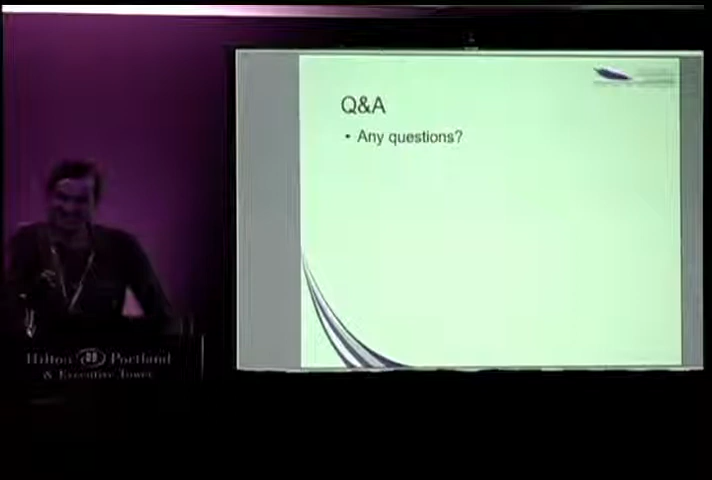 Q&A
• Any questions?
Hilton Portland
& Executive Tower